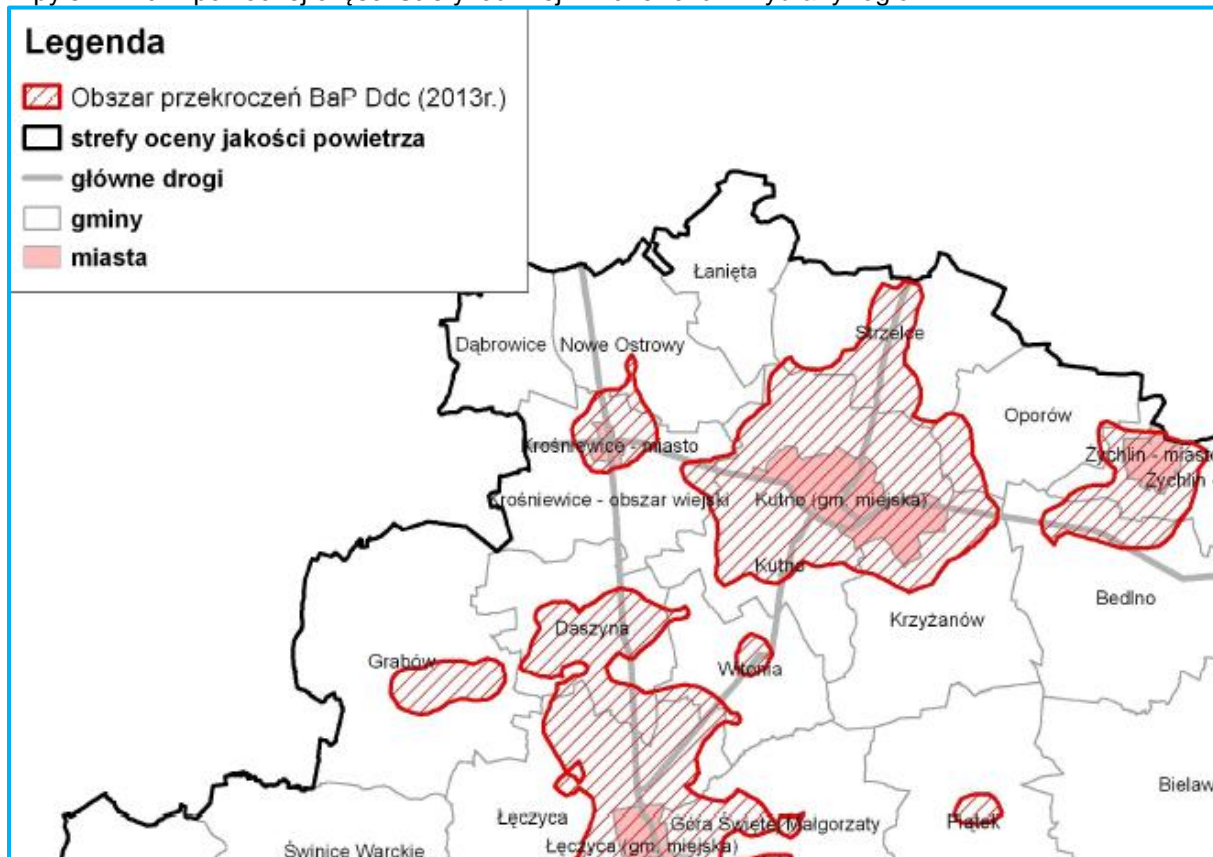 Legenda
Obszar przekroczeń BaP Ddc (2013r.)
strefy oceny jakości powietrza
główne drogi
gminy
miasta
Łanięta
Strzelce
Dąbrowice
Nowe Ostrowy
Oporów
Krośniewice - miasto
Żychlin - miasto
Żychlin -
Krośniewice - obszar wiejski
Kutno (gm. miejska)
Kutno
Bedlno
Krzyżanów
Daszyna
Grabów
Witonia
Bielaw
Łęczyca
Góra Świętej Małgorzaty
Piątek
Łęczyca (gm. miejska)
Świnice Warckie